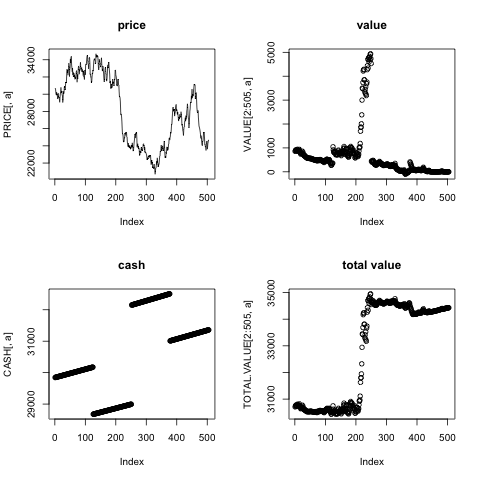 price
PRICE[, a]
22000 28000 34000
0 100 200 300 400 500
Index
value
VALUE[2:505, a]
0 1000 3000 5000
0 100 200 300 400 500
Index
cash
CASH[, a]
29000 31000
0 100 200 300 400 500
Index
total value
TOTAL.VALUE[2:505, a]
31000 33000 35000
0 100 200 300 400 500
Index